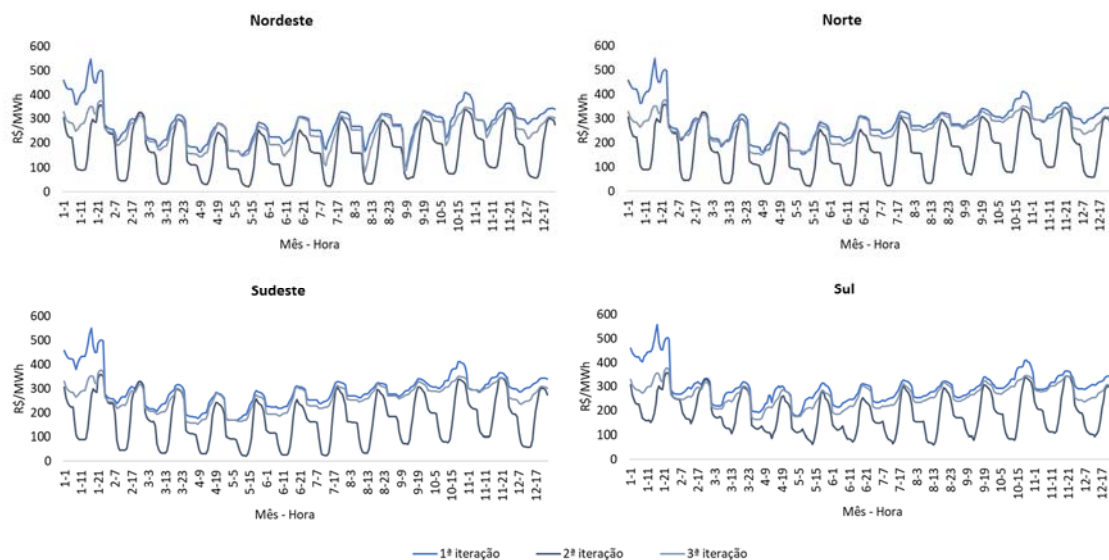 Nordeste
600
500
400
300
200
100
0
R$/MWh
1-1 1-11 1-21 2-7 2-17 3-3 3-13 3-23 4-9 4-19 5-5 5-15 6-1 6-11 6-21 7-7 7-17 8-3 8-13 8-23 9-9 9-19 10-5 10-15 11-1 11-11 11-21 12-7 12-17
Mês - Hora
Norte
600
500
400
300
200
100
0
R$/MWh
1-1 1-11 1-21 2-7 2-17 3-3 3-13 3-23 4-9 4-19 5-5 5-15 6-1 6-11 6-21 7-7 7-17 8-3 8-13 8-23 9-9 9-19 10-5 10-15 11-1 11-11 11-21 12-7 12-17
Mês - Hora
Sudeste
600
500
400
300
200
100
0
R$/MWh
1-1 1-11 1-21 2-7 2-17 3-3 3-13 3-23 4-9 4-19 5-5 5-15 6-1 6-11 6-21 7-7 7-17 8-3 8-13 8-23 9-9 9-19 10-5 10-15 11-1 11-11 11-21 12-7 12-17
Mês - Hora
Sul
600
500
400
300
200
100
0
R$/MWh
1-1 1-11 1-21 2-7 2-17 3-3 3-13 3-23 4-9 4-19 5-5 5-15 6-1 6-11 6-21 7-7 7-17 8-3 8-13 8-23 9-9 9-19 10-5 10-15 11-1 11-11 11-21 12-7 12-17
Mês - Hora
1ª iteração 2ª iteração 3ª iteração